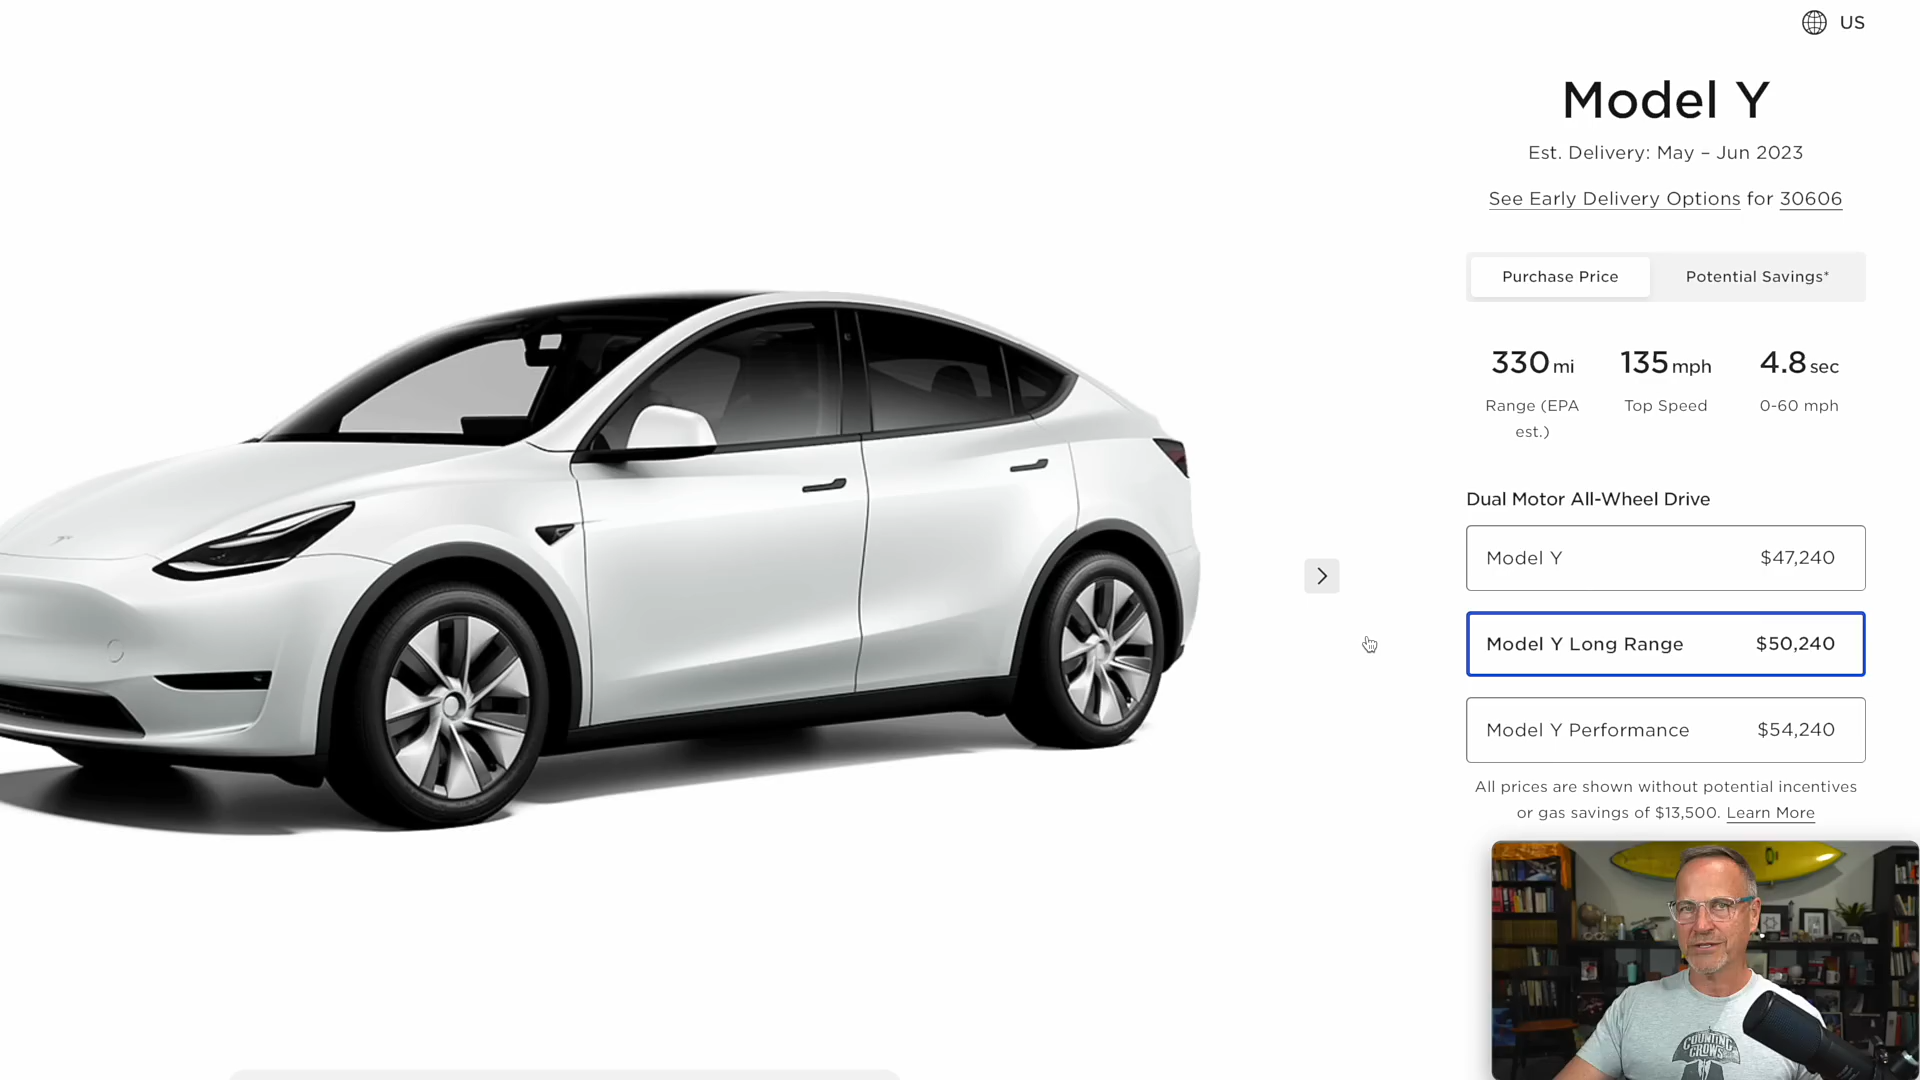 US
Model Y
Est. Delivery: May – Jun 2023
See Early Delivery Options for 30606
Purchase Price
Potential Savings*
330 mi
135 mph
4.8 sec
Range (EPA est.)
Top Speed
0-60 mph
Dual Motor All-Wheel Drive
Model Y $47,240
Model Y Long Range $50,240
Model Y Performance $54,240
All prices are shown without potential incentives
or gas savings of $13,500. Learn More
COUNTING
CROWS